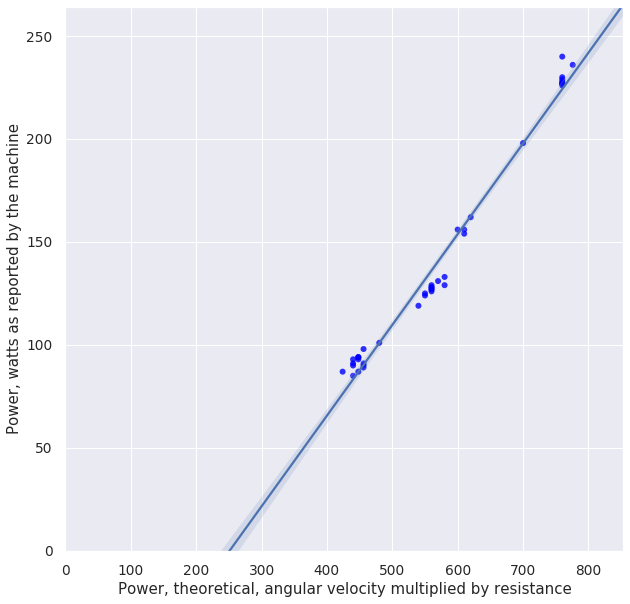 250
200
150
100
50
0
0 100 200 300 400 500 600 700 800
Power, theoretical, angular velocity multiplied by resistance
Power, watts as reported by the machine